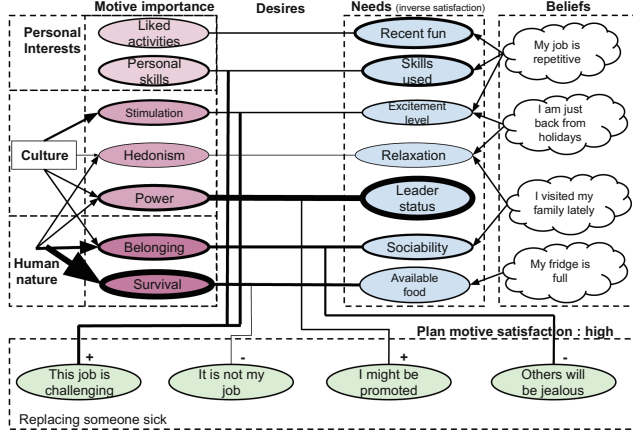 Motive importance
Desires
Needs (inverse satisfaction)
Beliefs
Personal
Interests
Liked
activities
Recent fun
My job is
repetitive
Personal
skills
Skills
used
Stimulation
Excitement
level
I am just
back from
holidays
Culture
Hedonism
Relaxation
Power
Leader
status
I visited my
family lately
Belonging
Sociability
Human
nature
Survival
Available
food
My fridge is
full
Plan motive satisfaction : high
+
-
+
-
This job is
challenging
It is not my
job
I might be
promoted
Others will
be jealous
Replacing someone sick